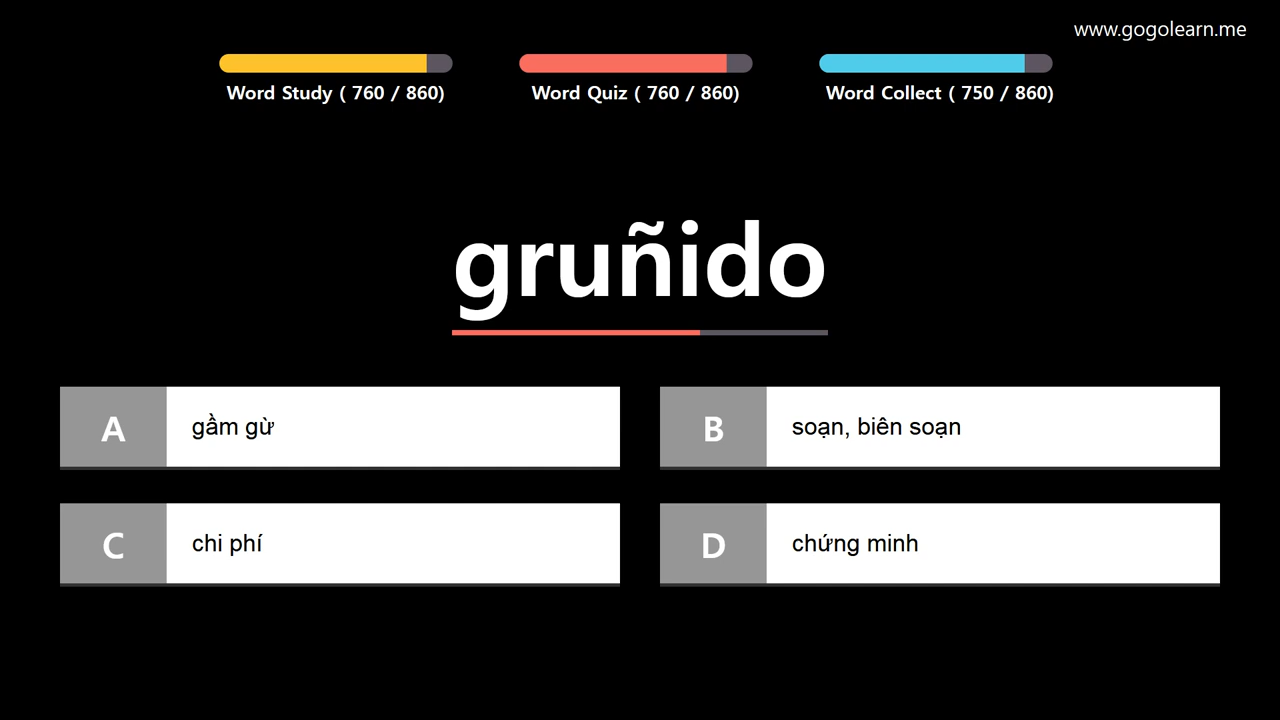 www.gogolearn.me
Word Study ( 760 / 860)
Word Quiz ( 760 / 860)
Word Collect ( 750 / 860)
gruñido
A
gầm gừ
B
soạn, biên soạn
C
chi phí
D
chứng minh